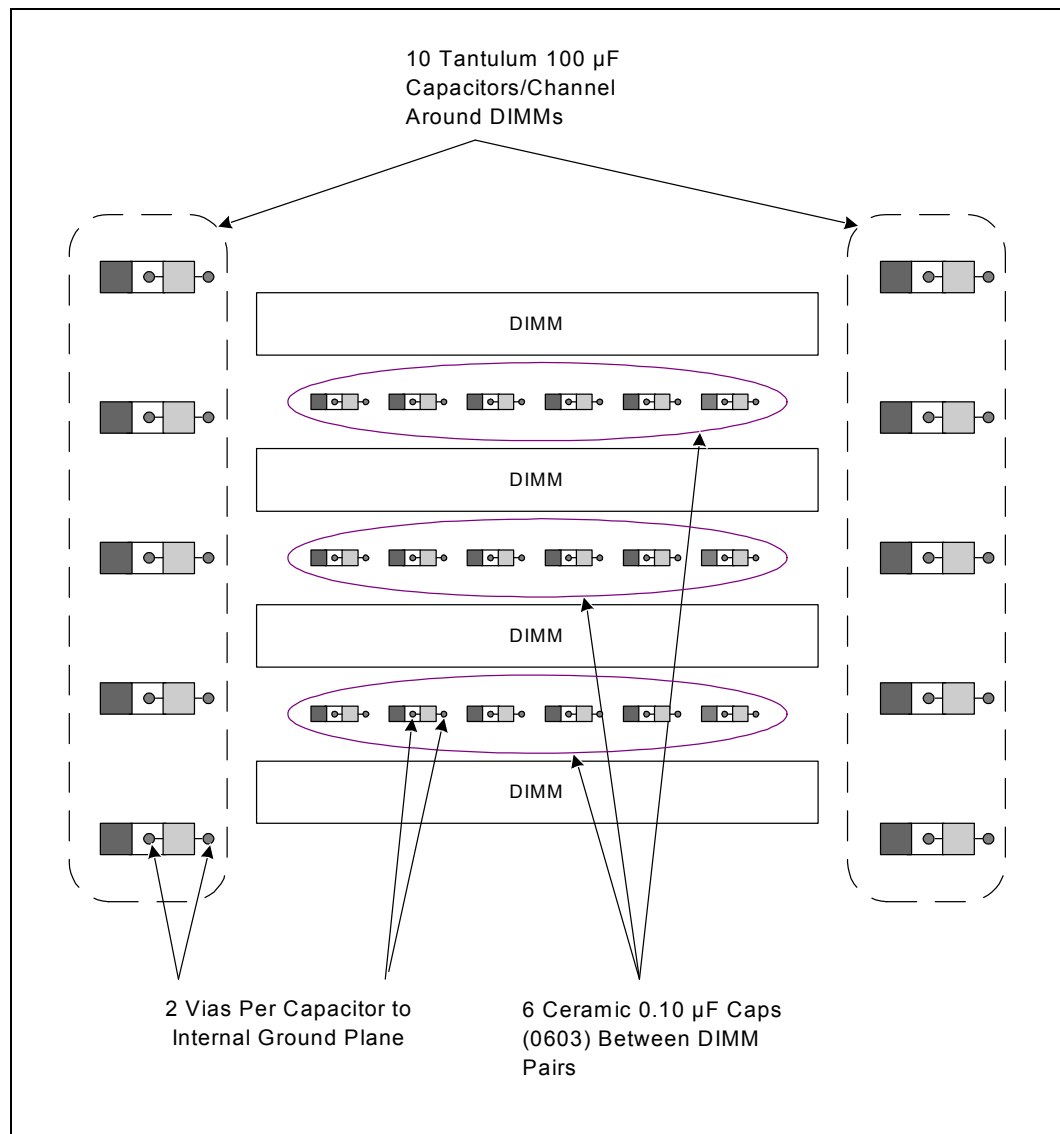 10 Tantulum 100 µF
Capacitors/Channel
Around DIMMs
DIMM
DIMM
DIMM
DIMM
2 Vias Per Capacitor to
Internal Ground Plane
6 Ceramic 0.10 µF Caps
(0603) Between DIMM
Pairs